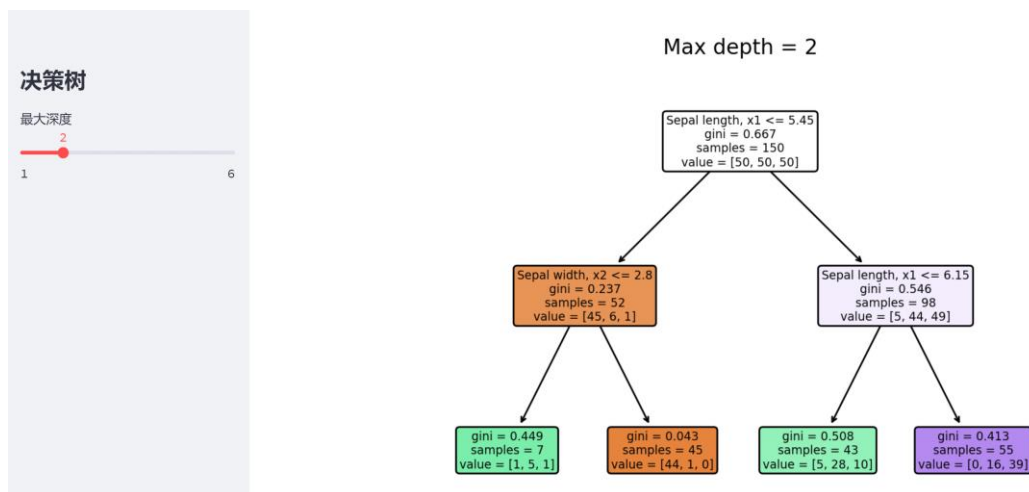 决策树
最大深度
2
1
6
Max depth = 2
Sepal length, x1 <= 5.45
gini = 0.667
samples = 150
value = [50, 50, 50]
Sepal width, x2 <= 2.8
gini = 0.237
samples = 52
value = [45, 6, 1]
Sepal length, x1 <= 6.15
gini = 0.546
samples = 98
value = [5, 44, 49]
gini = 0.449
samples = 7
value = [1, 5, 1]
gini = 0.043
samples = 45
value = [44, 1, 0]
gini = 0.508
samples = 43
value = [5, 28, 10]
gini = 0.413
samples = 55
value = [0, 16, 39]